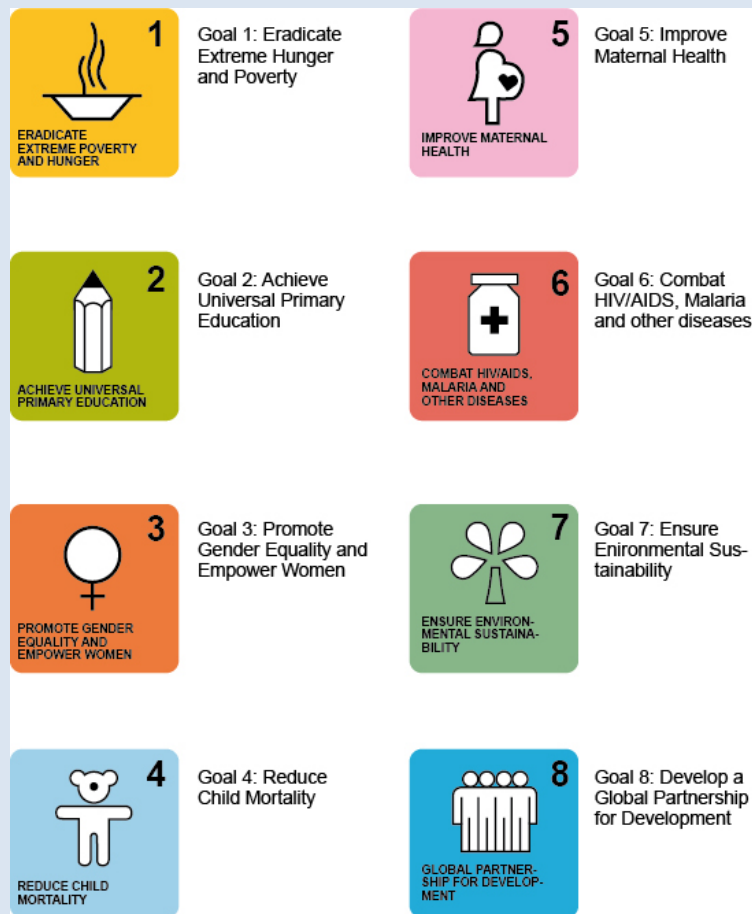 1
ERADICATE
EXTREME POVERTY
AND HUNGER
Goal 1: Eradicate
Extreme Hunger
and Poverty
2
ACHIEVE UNIVERSAL
PRIMARY EDUCATION
Goal 2: Achieve
Universal Primary
Education
3
PROMOTE GENDER
EQUALITY AND
EMPOWER WOMEN
Goal 3: Promote
Gender Equality and
Empower Women
4
REDUCE CHILD
MORTALITY
Goal 4: Reduce
Child Mortality
5
IMPROVE MATERNAL
HEALTH
Goal 5: Improve
Maternal Health
6
COMBAT HIV/AIDS,
MALARIA AND
OTHER DISEASES
Goal 6: Combat
HIV/AIDS, Malaria
and other diseases
7
ENSURE ENVIRON-
MENTAL SUSTAINA-
BILITY
Goal 7: Ensure
Enironmental Sus-
tainability
8
GLOBAL PARTNER-
SHIP FOR DEVELOP-
MENT
Goal 8: Develop a
Global Partnership
for Development